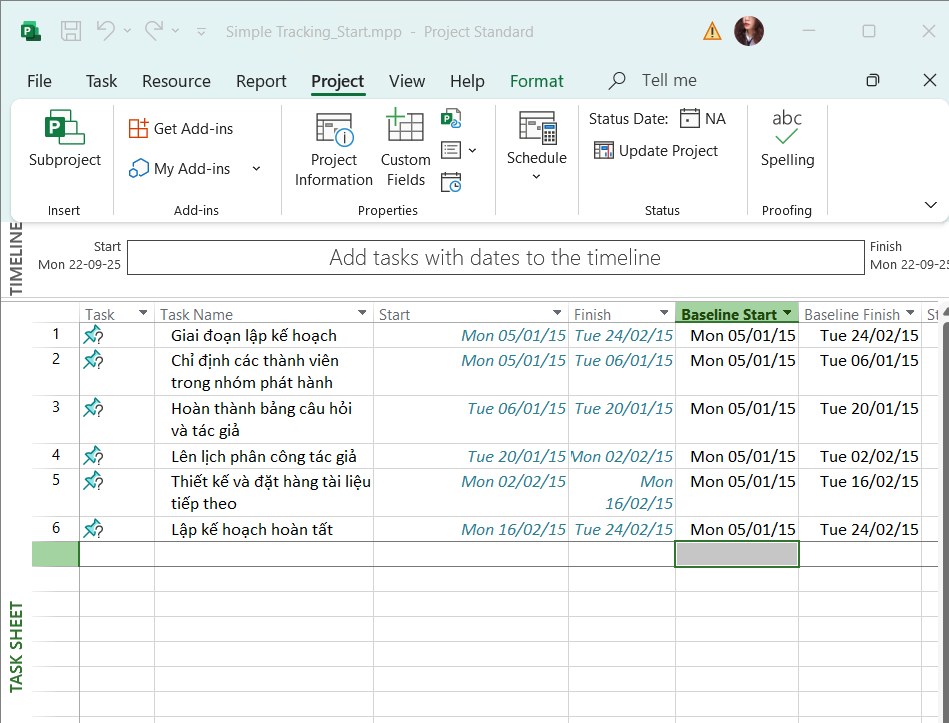 Simple Tracking_Start.mpp - Project Standard
File Task Resource Report Project View Help Format Tell me
Subproject
Insert
Get Add-ins
My Add-ins
Add-ins
Project
Information
Custom
Fields
Properties
Schedule
Status Date: NA
Update Project
Status
abc
Spelling
Proofing
TIMELINE
Start
Mon 22-09-25
Add tasks with dates to the timeline
Finish
Mon 22-09-25
Task Task Name Start Finish Baseline Start Baseline Finish St
1 Giai đoạn lập kế hoạch Mon 05/01/15 Tue 24/02/15 Mon 05/01/15 Tue 24/02/15
2 Chỉ định các thành viên Mon 05/01/15 Tue 06/01/15 Mon 05/01/15 Tue 06/01/15
trong nhóm phát hành
3 Hoàn thành bảng câu hỏi Tue 06/01/15 Tue 20/01/15 Mon 05/01/15 Tue 20/01/15
và tác giả
4 Lên lịch phân công tác giả Tue 20/01/15 Mon 02/02/15 Mon 05/01/15 Tue 02/02/15
5 Thiết kế và đặt hàng tài liệu Mon 02/02/15 Mon Mon 05/01/15 Tue 16/02/15
tiếp theo 16/02/15
6 Lập kế hoạch hoàn tất Mon 16/02/15 Tue 24/02/15 Mon 05/01/15 Tue 24/02/15
TASK SHEET